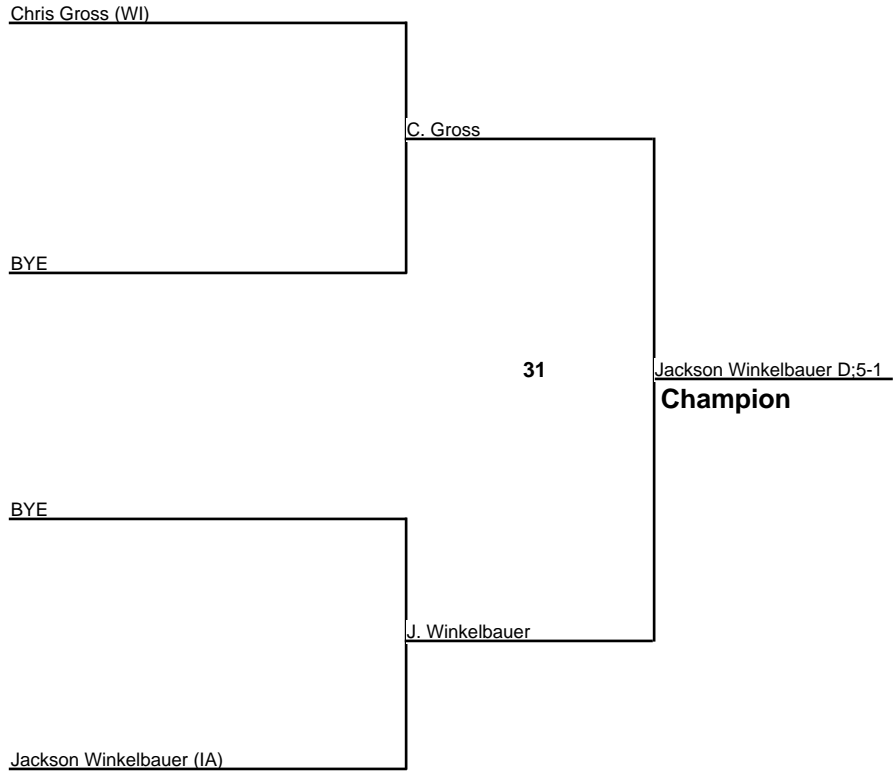 Chris Gross (WI)
C. Gross
BYE
31
Jackson Winkelbauer D;5-1
Champion
BYE
J. Winkelbauer
Jackson Winkelbauer (IA)